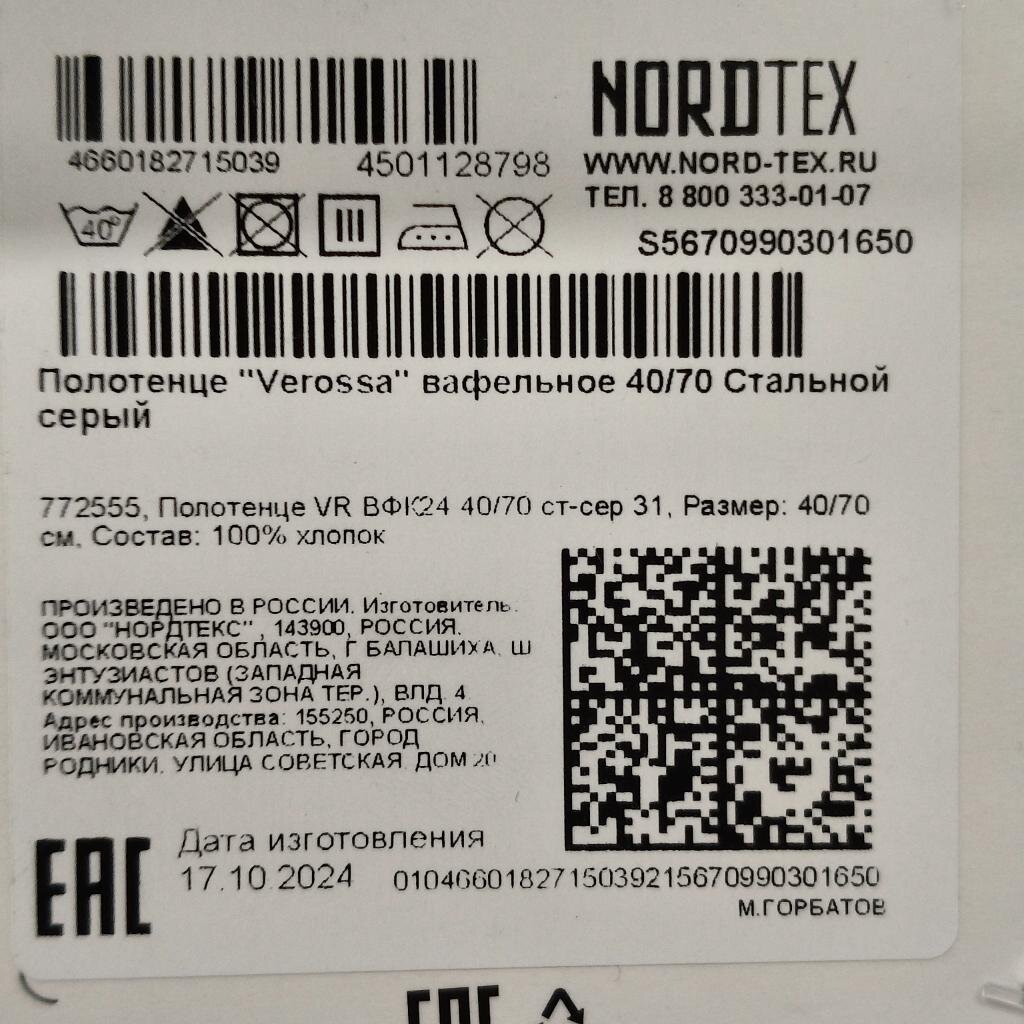 NORDTEX
4660182715039 4501128798
WWW.NORD-TEX.RU
ТЕЛ. 8 800 333-01-07
40°
S5670990301650
Полотенце "Verossa" вафельное 40/70 Стальной
серый
772555, Полотенце VR ВФК24 40/70 ст-сер 31, Размер: 40/70
см, Состав: 100% хлопок
ПРОИЗВЕДЕНО В РОССИИ. Изготовитель:
ООО "НОРДТЕКС" , 143900, РОССИЯ,
МОСКОВСКАЯ ОБЛАСТЬ, Г БАЛАШИХА, Ш
ЭНТУЗИАСТОВ (ЗАПАДНАЯ
КОММУНАЛЬНАЯ ЗОНА ТЕР.), ВЛД. 4
Адрес производства: 155250, РОССИЯ,
ИВАНОВСКАЯ ОБЛАСТЬ, ГОРОД
РОДНИКИ, УЛИЦА СОВЕТСКАЯ, ДОМ 20
EAC
Дата изготовления
17.10.2024
0104660182715039215670990301650
М.ГОРБАТОВ